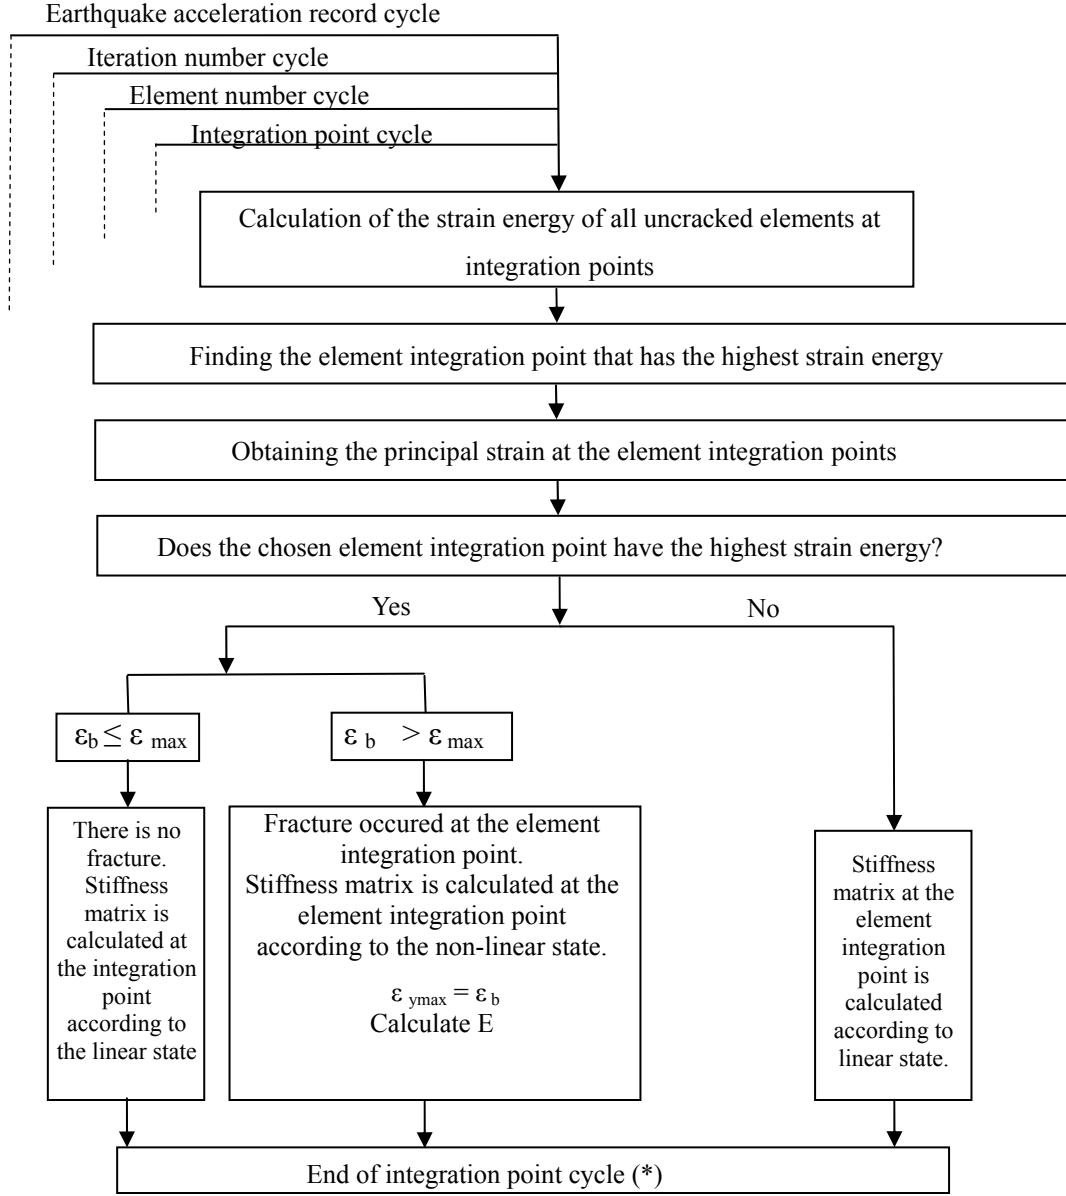 Earthquake acceleration record cycle
Iteration number cycle
Element number cycle
Integration point cycle
Calculation of the strain energy of all uncracked elements at
integration points
Finding the element integration point that has the highest strain energy
Obtaining the principal strain at the element integration points
Does the chosen element integration point have the highest strain energy?
Yes
No
εb ≤ ε max
ε b > ε max
There is no
fracture.
Stiffness
matrix is
calculated at
the integration
point
according to
the linear state
Fracture occured at the element
integration point.
Stiffness matrix is calculated at the
element integration point
according to the non-linear state.
ε ymax = ε b
Calculate E
Stiffness
matrix at the
element
integration
point is
calculated
according to
linear state.
End of integration point cycle (*)